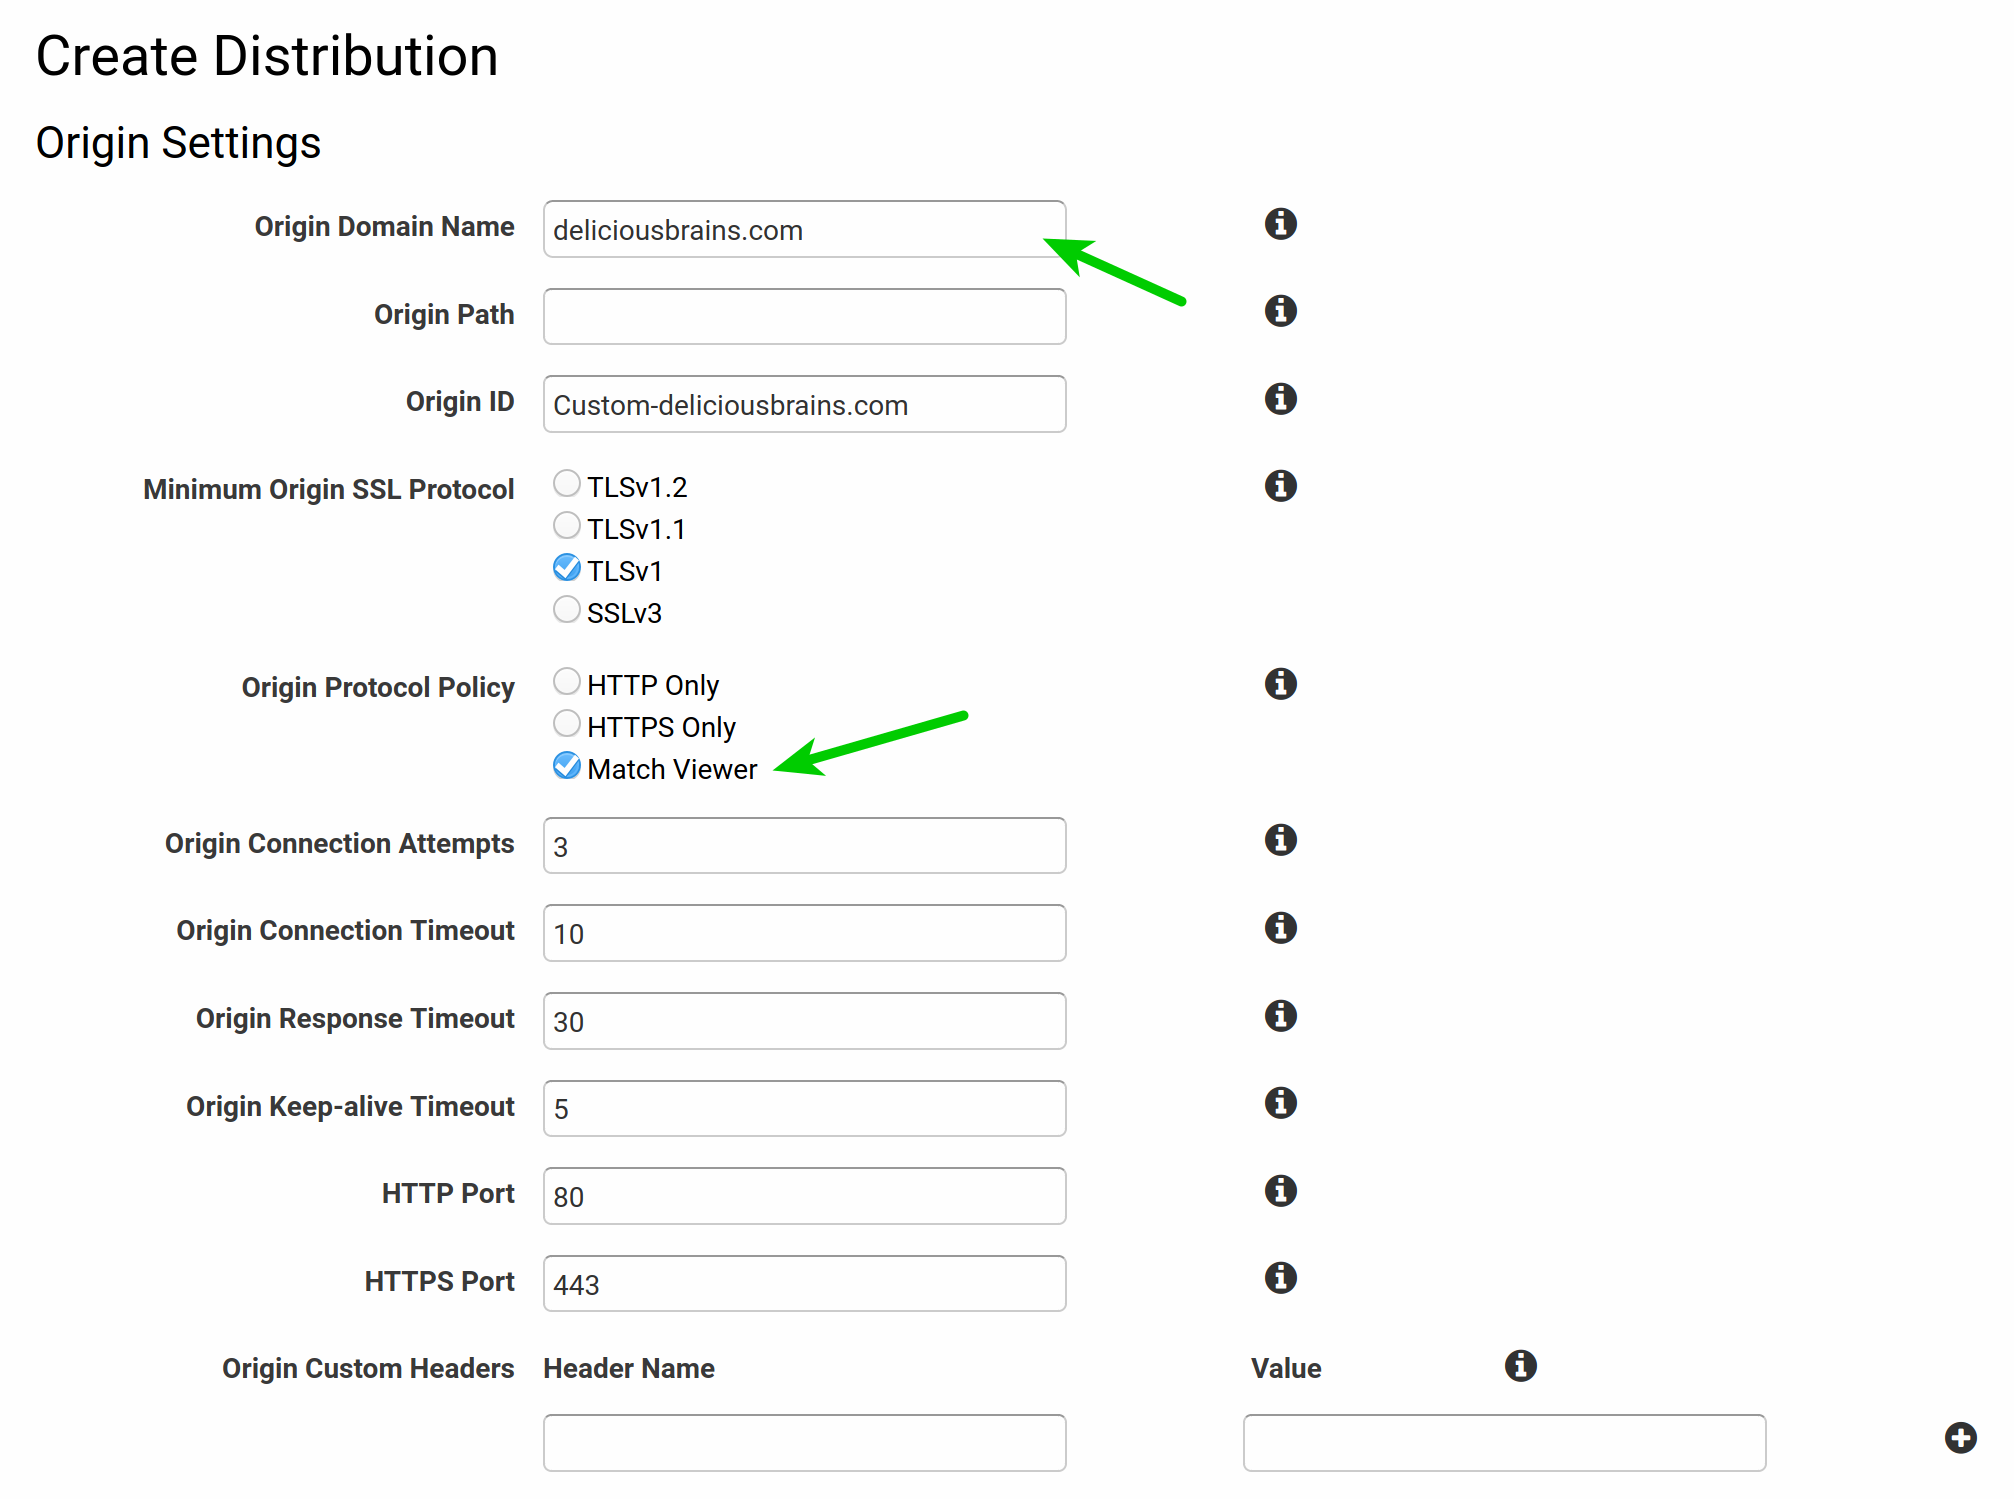 Create Distribution
Origin Settings
Origin Domain Name deliciousbrains.com
Origin Path
Origin ID Custom-deliciousbrains.com
Minimum Origin SSL Protocol TLSv1.2
TLSv1.1
TLSv1
SSLv3
Origin Protocol Policy HTTP Only
HTTPS Only
Match Viewer
Origin Connection Attempts 3
Origin Connection Timeout 10
Origin Response Timeout 30
Origin Keep-alive Timeout 5
HTTP Port 80
HTTPS Port 443
Origin Custom Headers Header Name Value